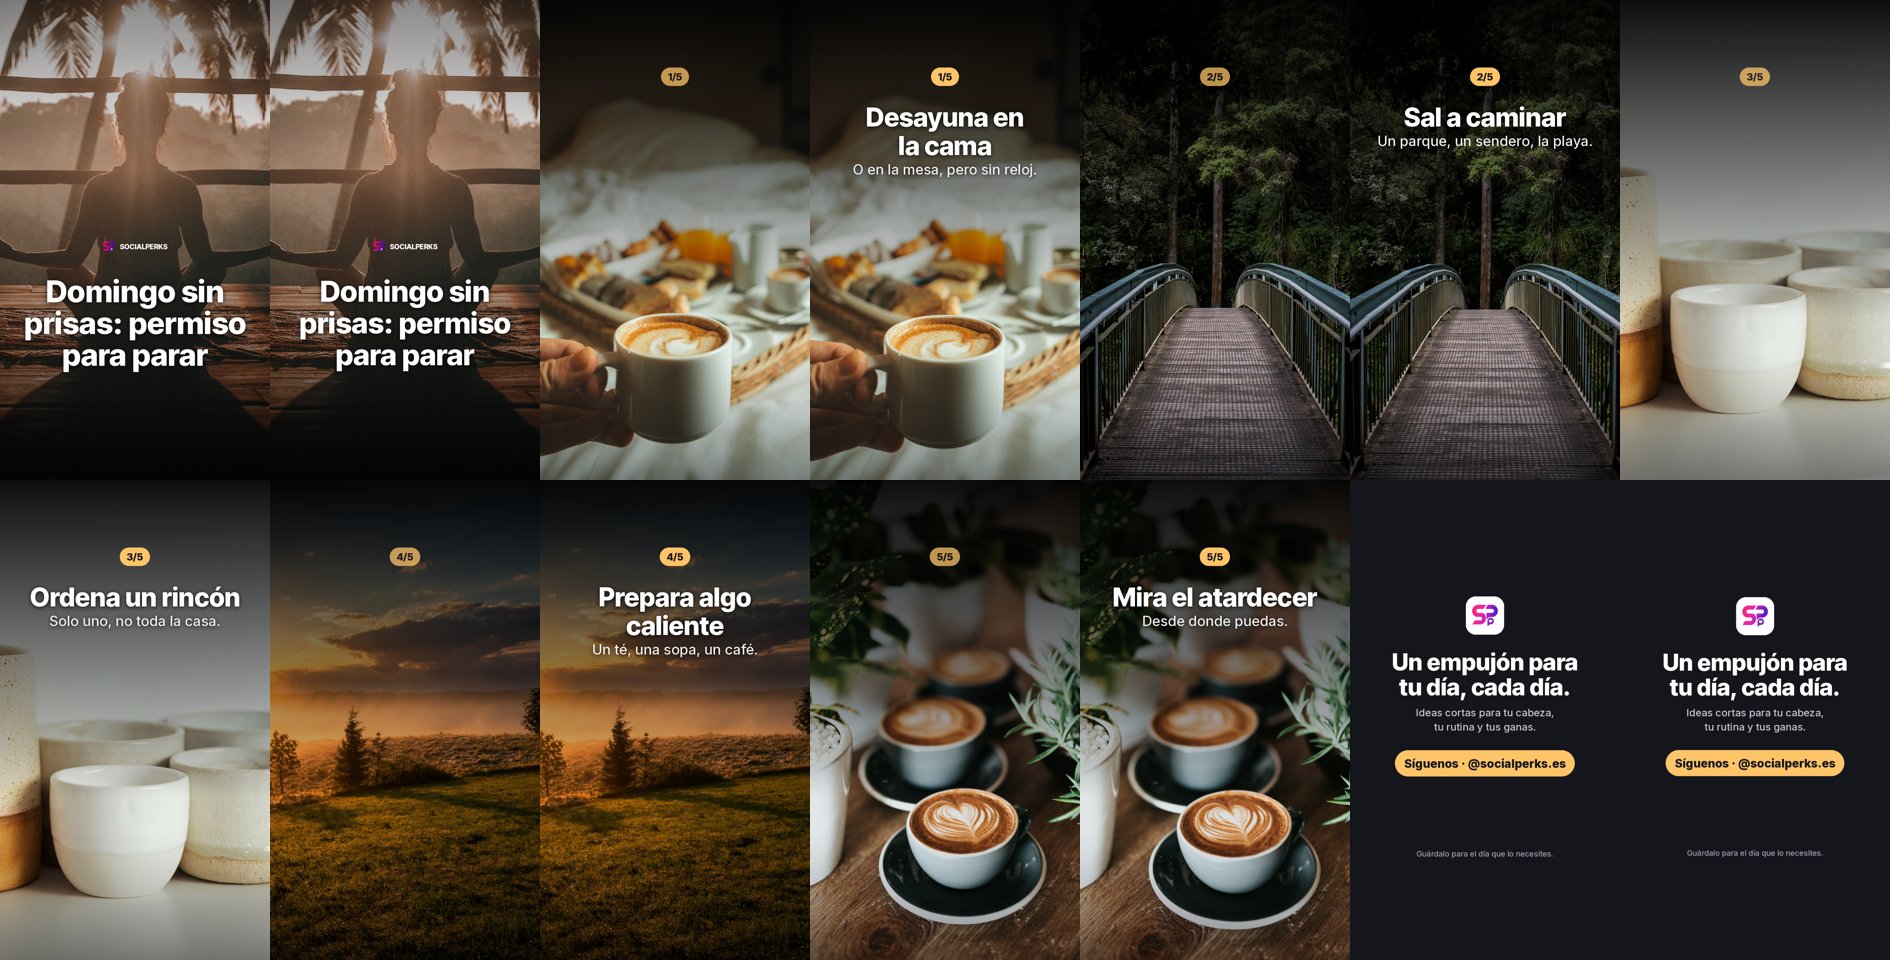 SP SOCIALPERKS
Domingo sin
prisas: permiso
para parar
SP SOCIALPERKS
Domingo sin
prisas: permiso
para parar
1/5
1/5
Desayuna en
la cama
O en la mesa, pero sin reloj.
2/5
2/5
Sal a caminar
Un parque, un sendero, la playa.
3/5
3/5
Ordena un rincón
Solo uno, no toda la casa.
4/5
4/5
Prepara algo
caliente
Un té, una sopa, un café.
5/5
5/5
Mira el atardecer
Desde donde puedas.
SPP
Un empujón para
tu día, cada día.
Ideas cortas para tu cabeza,
tu rutina y tus ganas.
Síguenos · @socialperks.es
Guárdalo para el día que lo necesites.
SPP
Un empujón para
tu día, cada día.
Ideas cortas para tu cabeza,
tu rutina y tus ganas.
Síguenos · @socialperks.es
Guárdalo para el día que lo necesites.